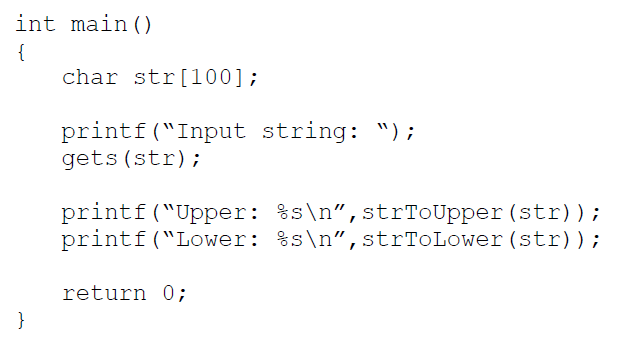 int main()
{
char str[100];
printf(“Input string: “);
gets(str);
printf(“Upper: %s\n”,strToUpper(str));
printf(“Lower: %s\n”,strToLower(str));
return 0;
}